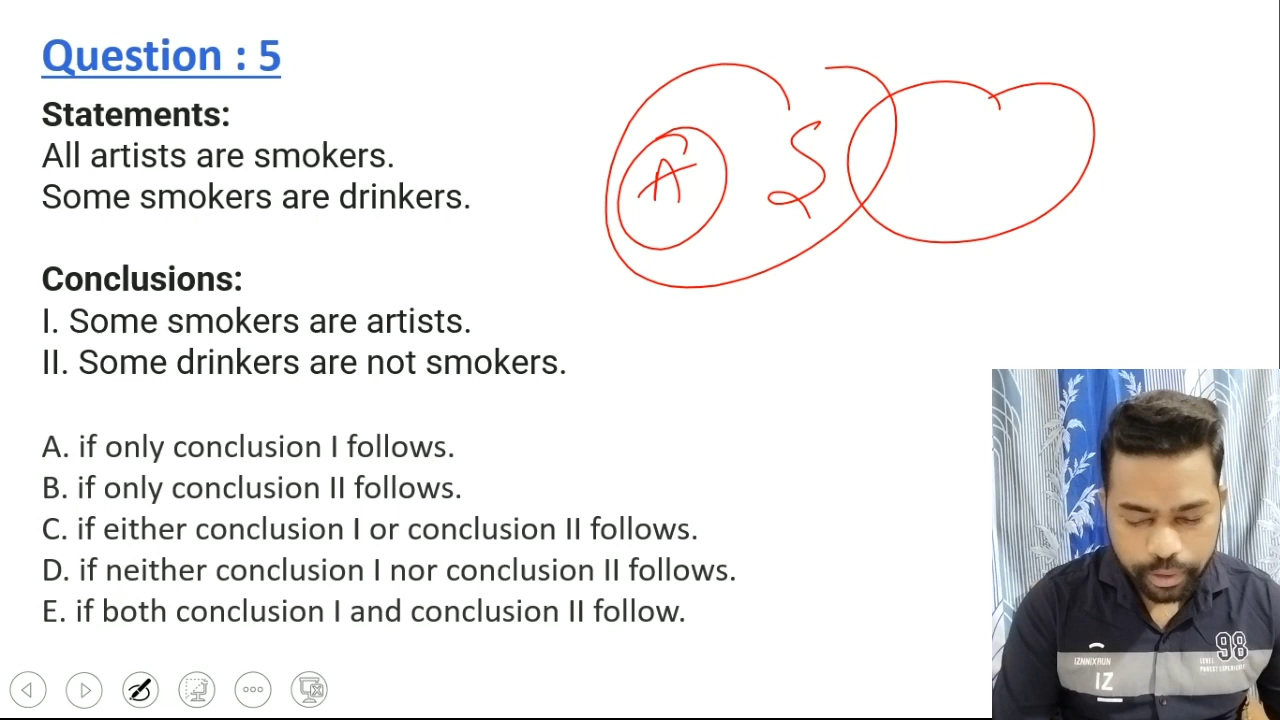 Question : 5
Statements:
All artists are smokers.
Some smokers are drinkers.
Conclusions:
I. Some smokers are artists.
II. Some drinkers are not smokers.
A. if only conclusion I follows.
B. if only conclusion II follows.
C. if either conclusion I or conclusion II follows.
D. if neither conclusion I nor conclusion II follows.
E. if both conclusion I and conclusion II follow.
A
S
98
IZ